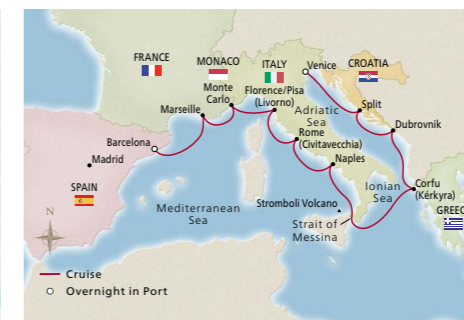 FRANCE
MONACO
ITALY
Venice
CROATIA
Monte
Carlo
Florence/Pisa
(Livorno)
Marseille
Adriatic
Sea
Split
Dubrovnik
Barcelona
Rome
(Civitavecchia)
Madrid
Naples
SPAIN
Ionian
Sea
Corfu
(Kérkyra)
Mediterranean
Sea
Stromboli Volcano
GREEC
Strait of
Messina
N
Cruise
Overnight in Port